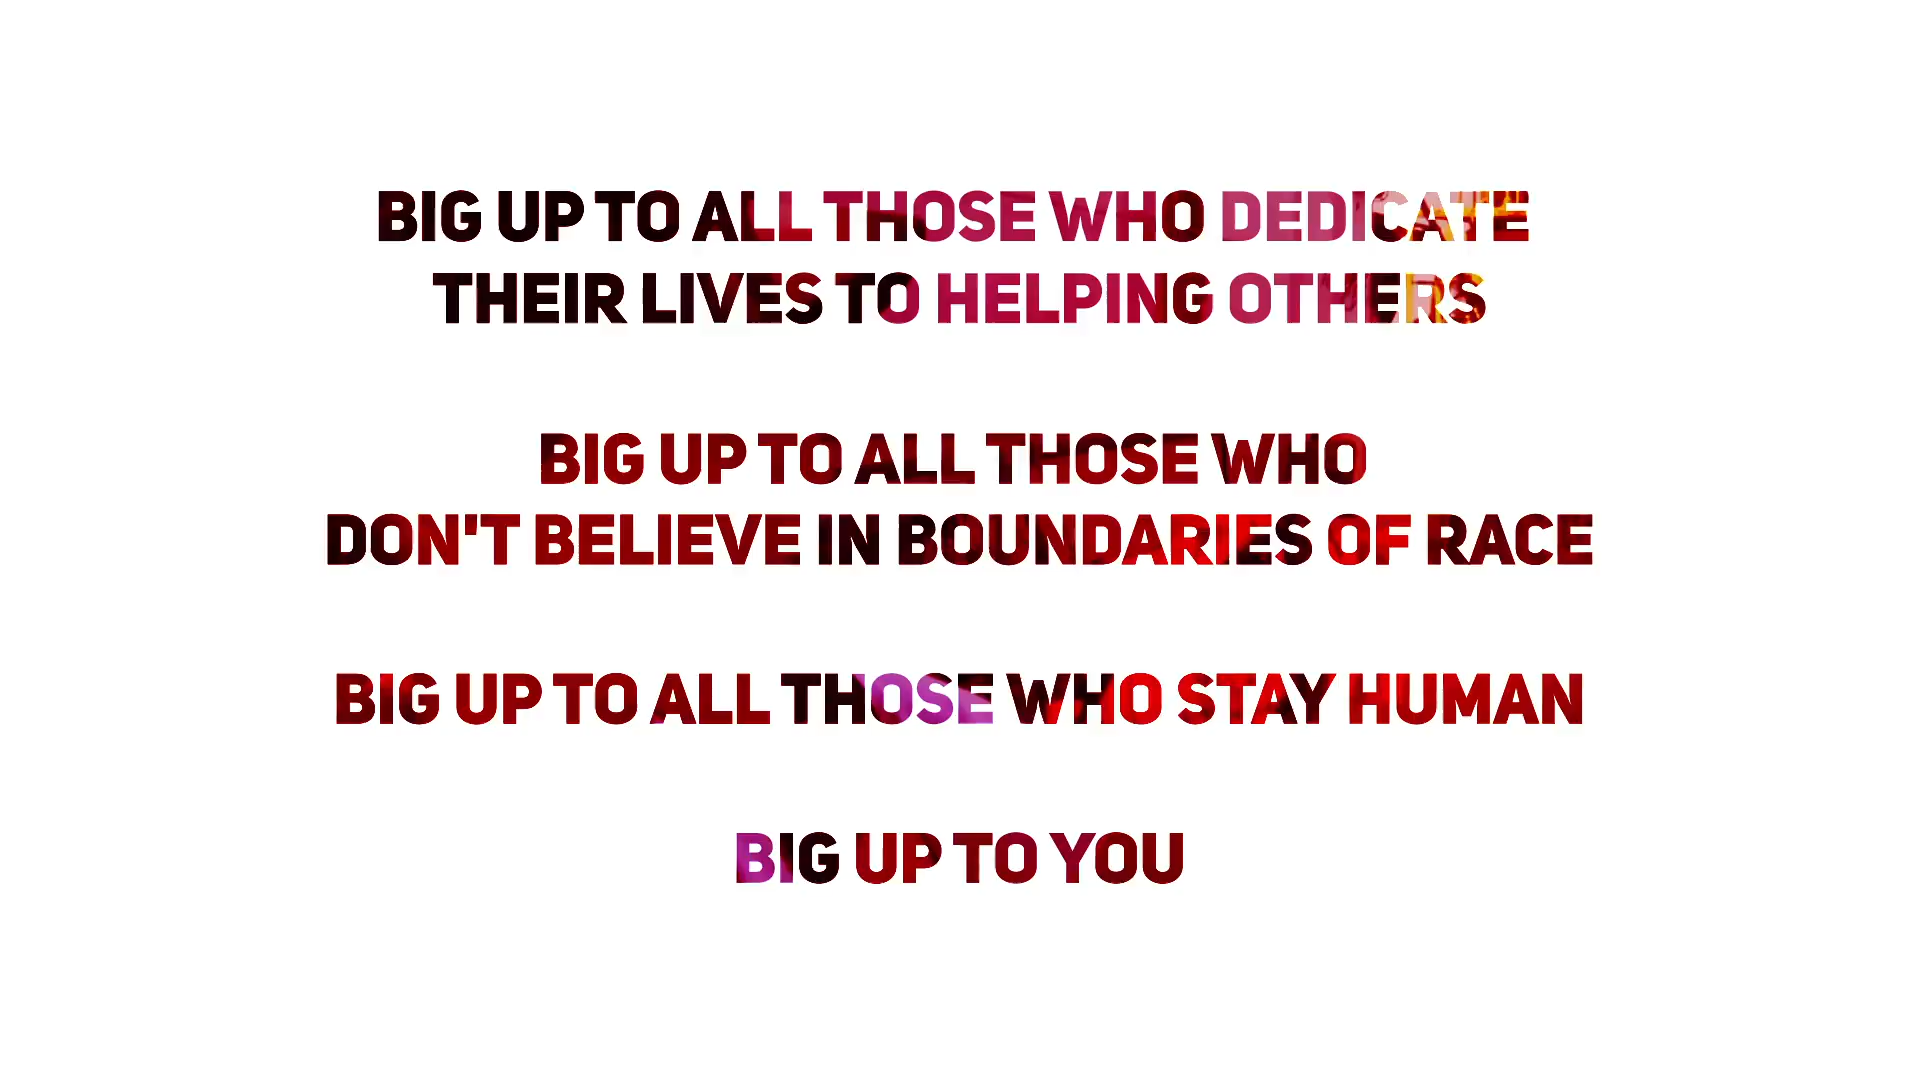 BIG UP TO ALL THOSE WHO DEDICATE
THEIR LIVES TO HELPING OTHERS
BIG UP TO ALL THOSE WHO
DON'T BELIEVE IN BOUNDARIES OF RACE
BIG UP TO ALL THOSE WHO STAY HUMAN
BIG UP TO YOU